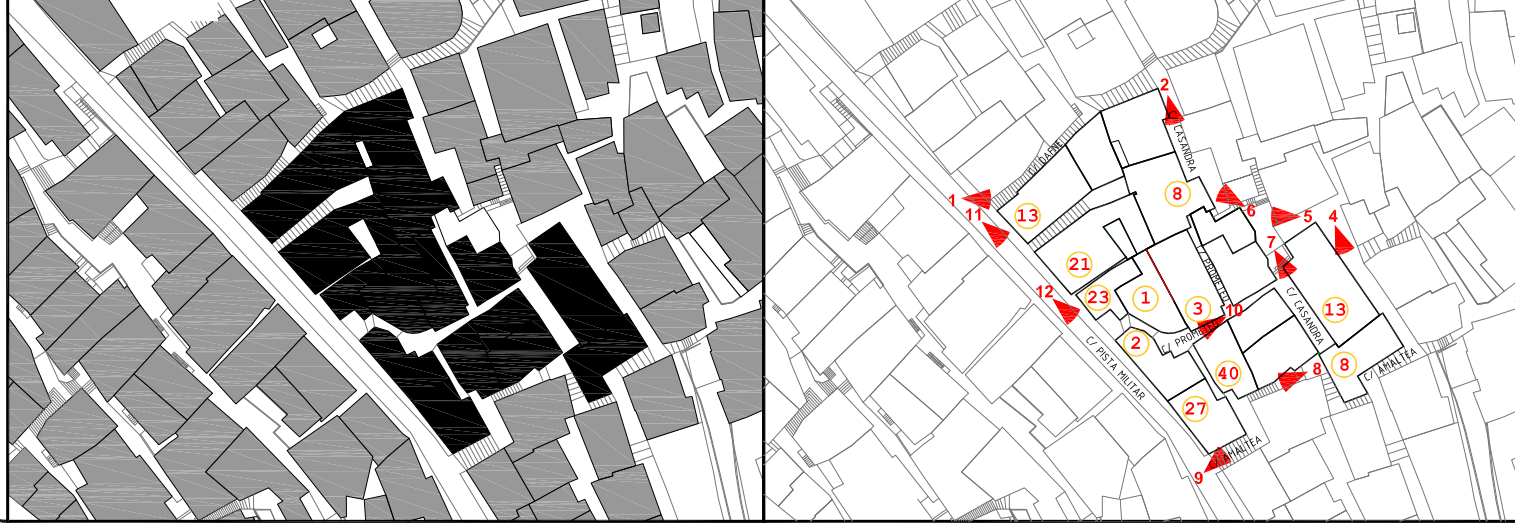 2
C/ CASANDRA
C/ DAFNE
8
1
6
13
11
5
4
7
21
C/ PROMETEO
12
23
1
C/ CASANDRA
3
10
13
C/ PROMETEO
2
C/ PISTA MILITAR
8
C/ AMALTEA
40
8
27
C/ AMALTEA
9